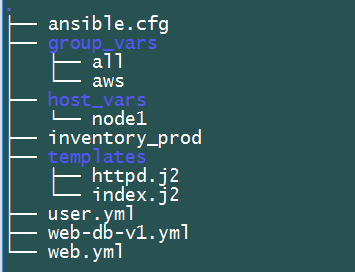 .
├── ansible.cfg
├── group_vars
│   ├── all
│   └── aws
├── host_vars
│   └── node1
├── inventory_prod
├── templates
│   ├── httpd.j2
│   └── index.j2
├── user.yml
├── web-db-v1.yml
└── web.yml